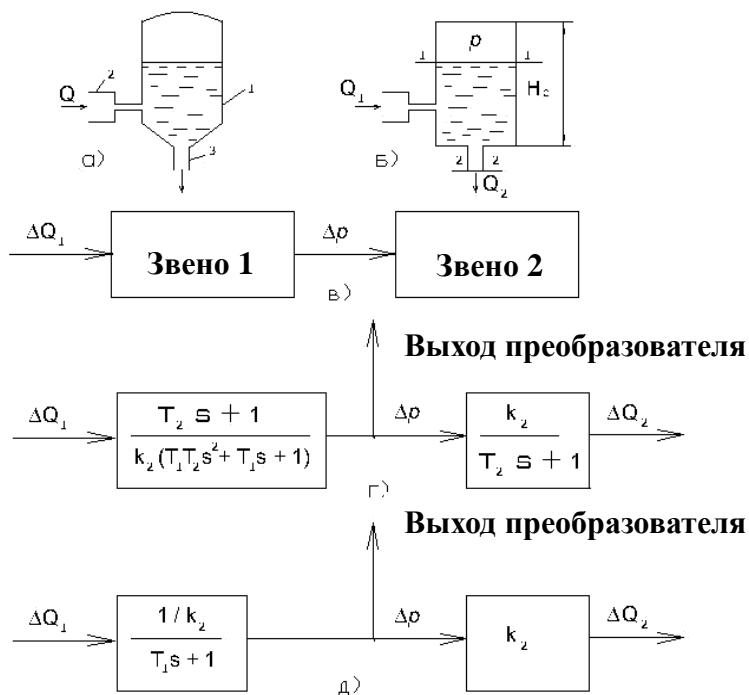 Q
2
1
3
а)
p
1 1
H₀
Q₁
2 2
Q₂
б)
ΔQ₁
Звено 1
Δp
Звено 2
в)
Выход преобразователя
ΔQ₁
T₂ s + 1
k₂ (T₁T₂s² + T₁s + 1)
Δp
k₂
T₂ s + 1
ΔQ₂
г)
Выход преобразователя
ΔQ₁
1 / k₂
T₁s + 1
Δp
k₂
ΔQ₂
д)